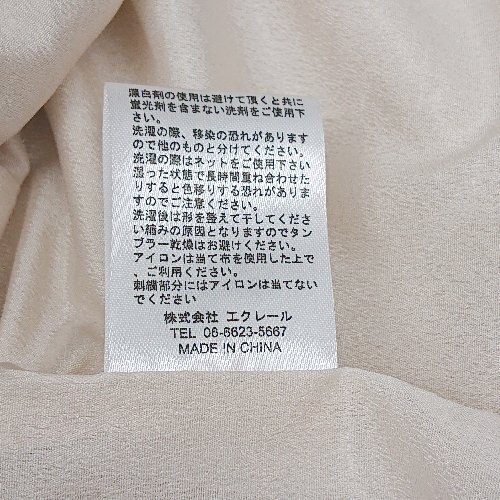 漂白剤の使用は避けて頂くと共に
蛍光剤を含まない洗剤をご使用下
さい。
洗濯の際、移染の恐れがあります
ので他のものと分けてください。
洗濯の際はネットをご使用下さい
湿った状態で長時間重ね合わせた
りすると色移りする恐れがありま
すのでご注意ください。
洗濯後は形を整えて干してくださ
い縮みの原因となりますのでタン
ブラー乾燥はお避けください。
アイロンは当て布を使用した上で
、ご利用ください。
刺繍部分にはアイロンは当てない
でください
株式会社 エクレール
TEL 06-6623-5667
MADE IN CHINA